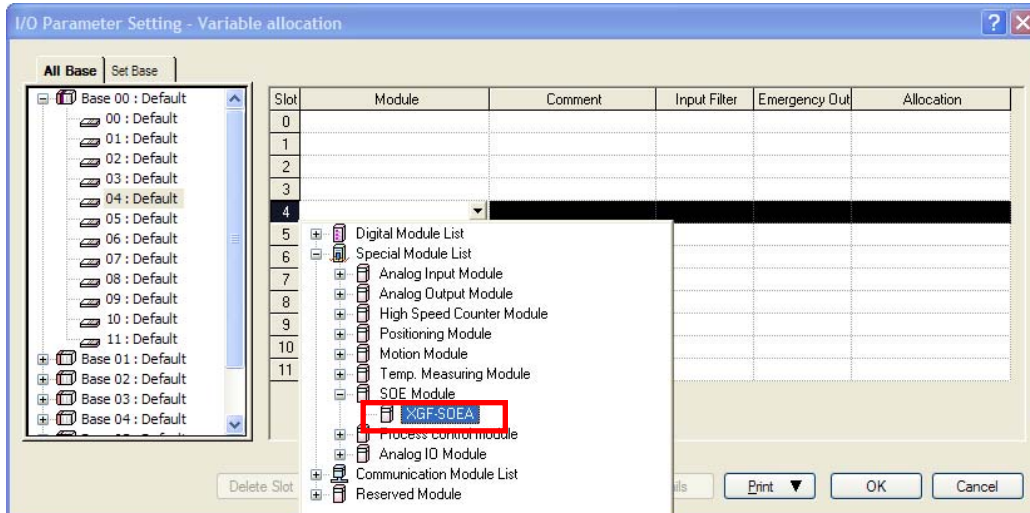 I/O Parameter Setting - Variable allocation
All Base Set Base
Base 00 : Default
00 : Default
01 : Default
02 : Default
03 : Default
04 : Default
05 : Default
06 : Default
07 : Default
08 : Default
09 : Default
10 : Default
11 : Default
Base 01 : Default
Base 02 : Default
Base 03 : Default
Base 04 : Default
Slot Module Comment Input Filter Emergency Out Allocation
0
1
2
3
4
5
6
7
8
9
10
11
Digital Module List
Special Module List
Analog Input Module
Analog Output Module
High Speed Counter Module
Positioning Module
Motion Module
Temp. Measuring Module
SOE Module
XGF-SOEA
Process control module
Analog IO Module
Communication Module List
Reserved Module
Delete Slot
Print
OK
Cancel